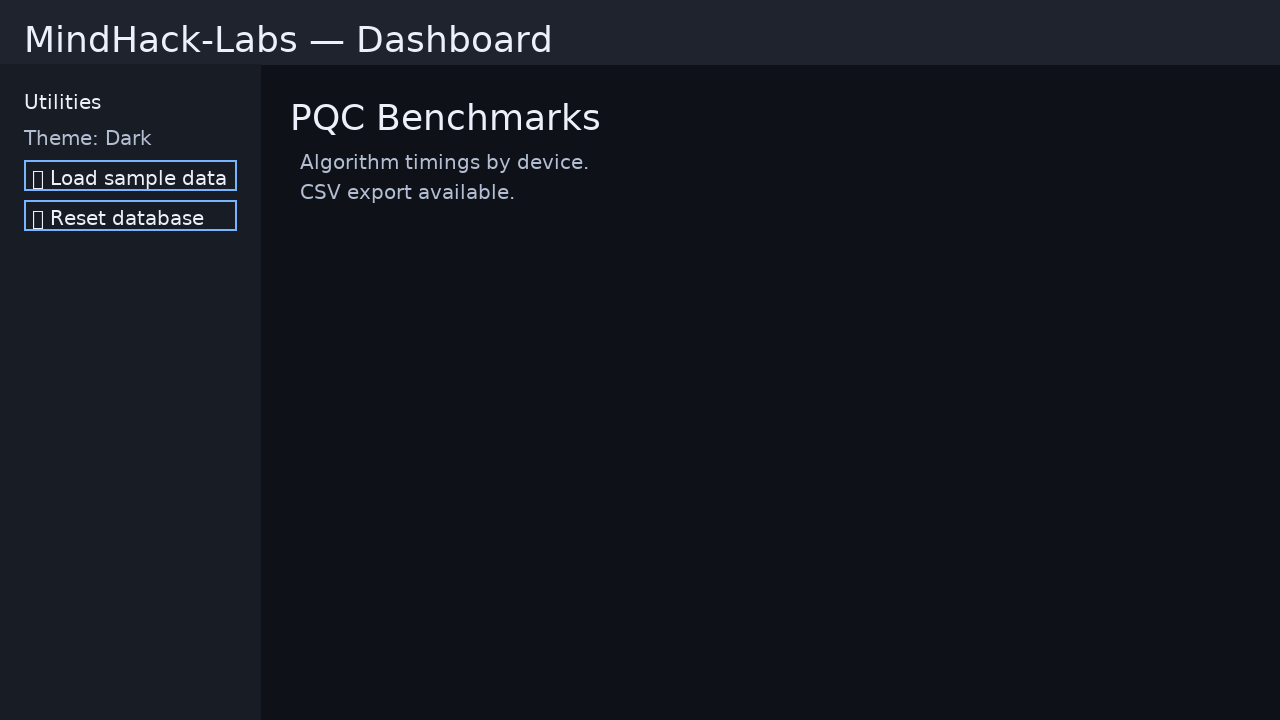 MindHack-Labs — Dashboard
Utilities
Theme: Dark
Load sample data
Reset database
PQC Benchmarks
Algorithm timings by device.
CSV export available.